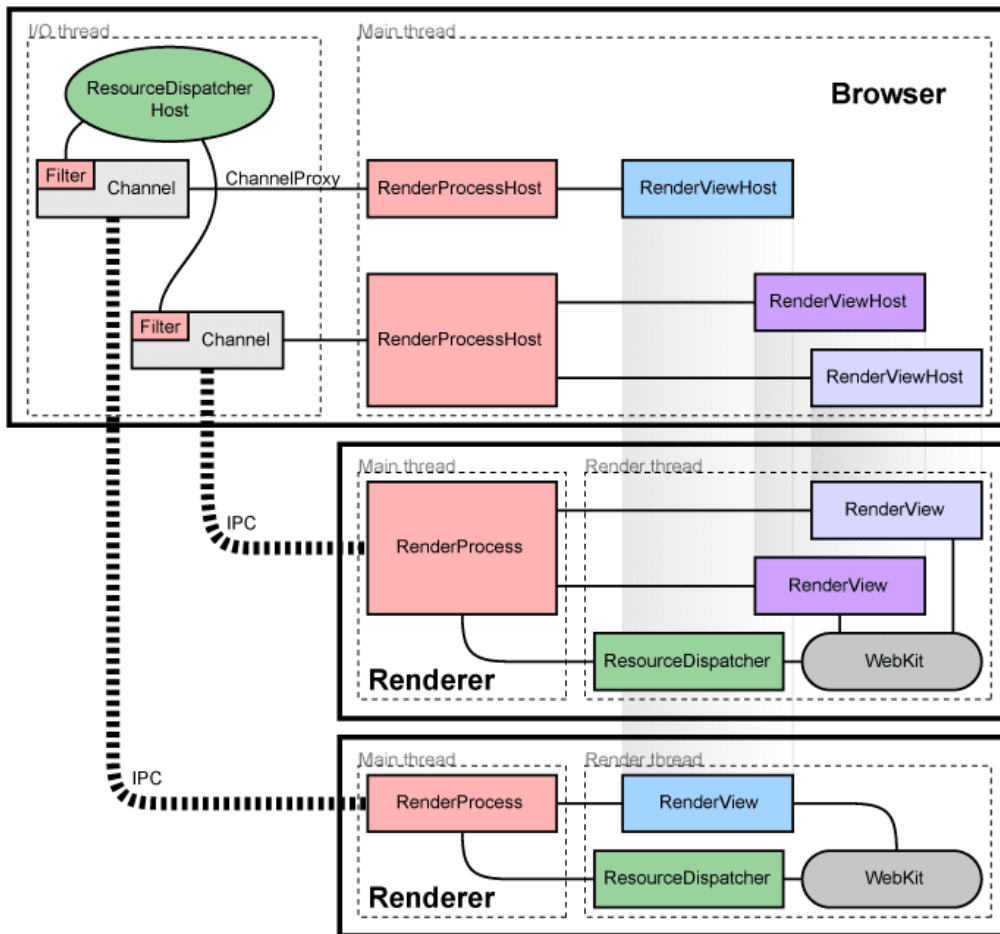 I/O thread
Main thread
ResourceDispatcher
Host
Browser
Filter
Channel
ChannelProxy
RenderProcessHost
RenderViewHost
Filter
Channel
RenderProcessHost
RenderViewHost
RenderViewHost
Main thread
Render thread
IPC
RenderProcess
RenderView
RenderView
ResourceDispatcher
WebKit
Renderer
Main thread
Render thread
IPC
RenderProcess
RenderView
ResourceDispatcher
WebKit
Renderer